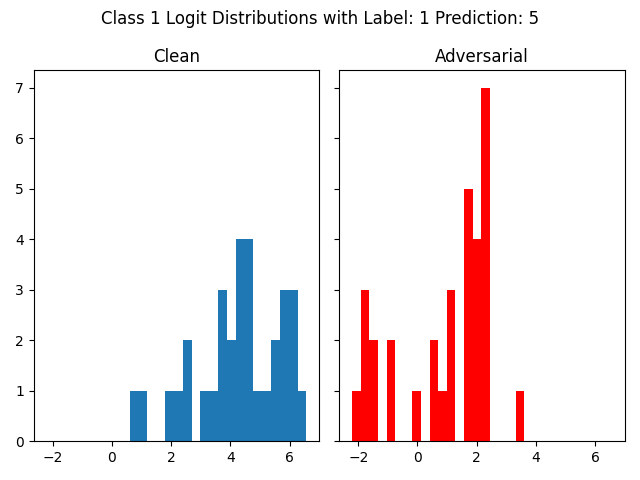 Class 1 Logit Distributions with Label: 1 Prediction: 5
Clean
Adversarial
7
6
5
4
3
2
1
0
−2 0 2 4 6
−2 0 2 4 6